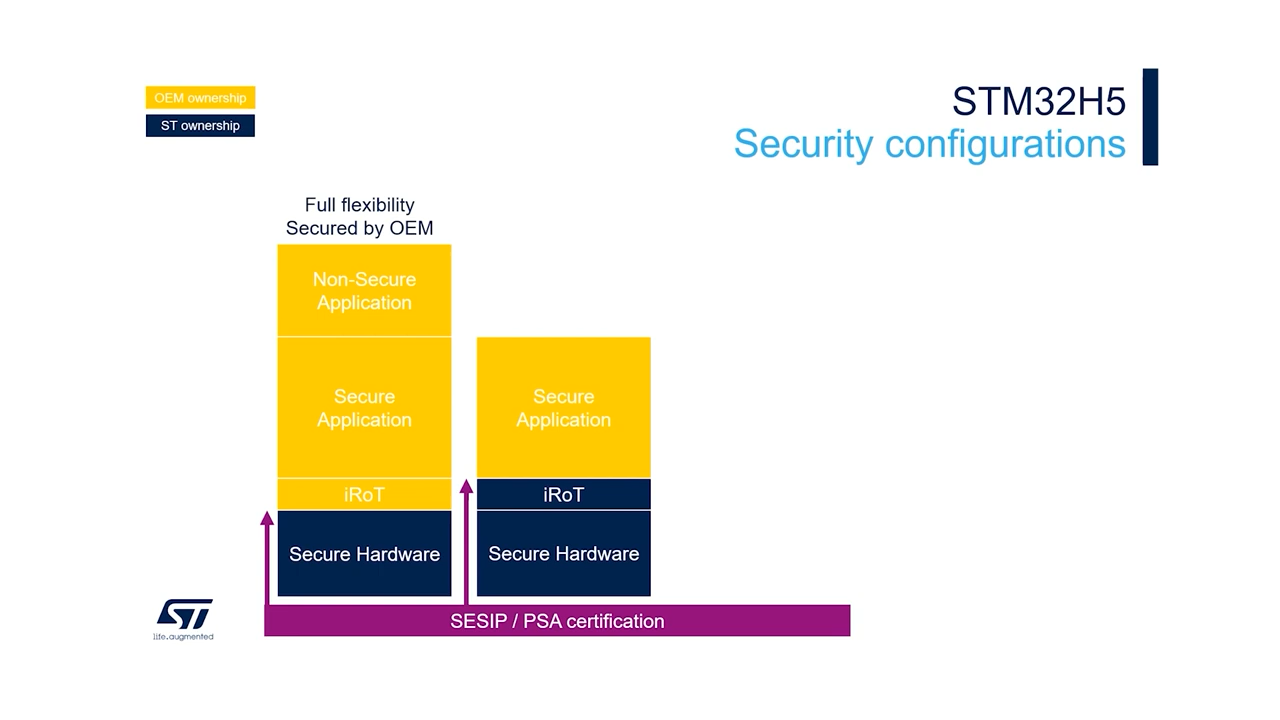 OEM ownership
ST ownership
STM32H5
Security configurations
Full flexibility
Secured by OEM
Non-Secure
Application
Secure
Application
iRoT
Secure Hardware
Secure
Application
iRoT
Secure Hardware
SESIP / PSA certification
ST
life.augmented